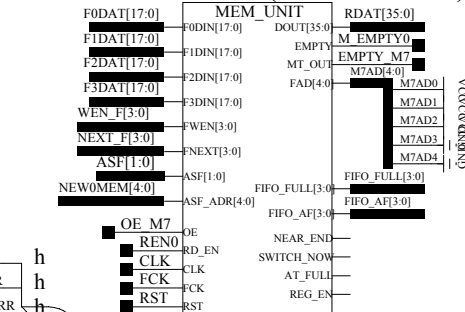 MEM_UNIT
F0DAT[17:0] F0DIN[17:0] DOUT[35:0] RDAT[35:0]
F1DAT[17:0] F1DIN[17:0] EMPTY M_EMPTY0
F2DAT[17:0] F2DIN[17:0] MT_OUT EMPTY_M7
F3DAT[17:0] F3DIN[17:0] FAD[4:0] M7AD[4:0]
M7AD0
M7AD1
M7AD2
M7AD3
M7AD4
WEN_F[3:0] FWEN[3:0]
NEXT_F[3:0] FNEXT[3:0]
ASF[1:0] ASF[1:0] FIFO_FULL[3:0] FIFO_FULL[3:0]
NEW0MEM[4:0] ASF_ADR[4:0] FIFO_AF[3:0] FIFO_AF[3:0]
OE_M7 OE NEAR_END
REN0 RD_EN SWITCH_NOW
CLK CLK AT_FULL
FCK FCK REG_EN
RST RST
h
h
RR h